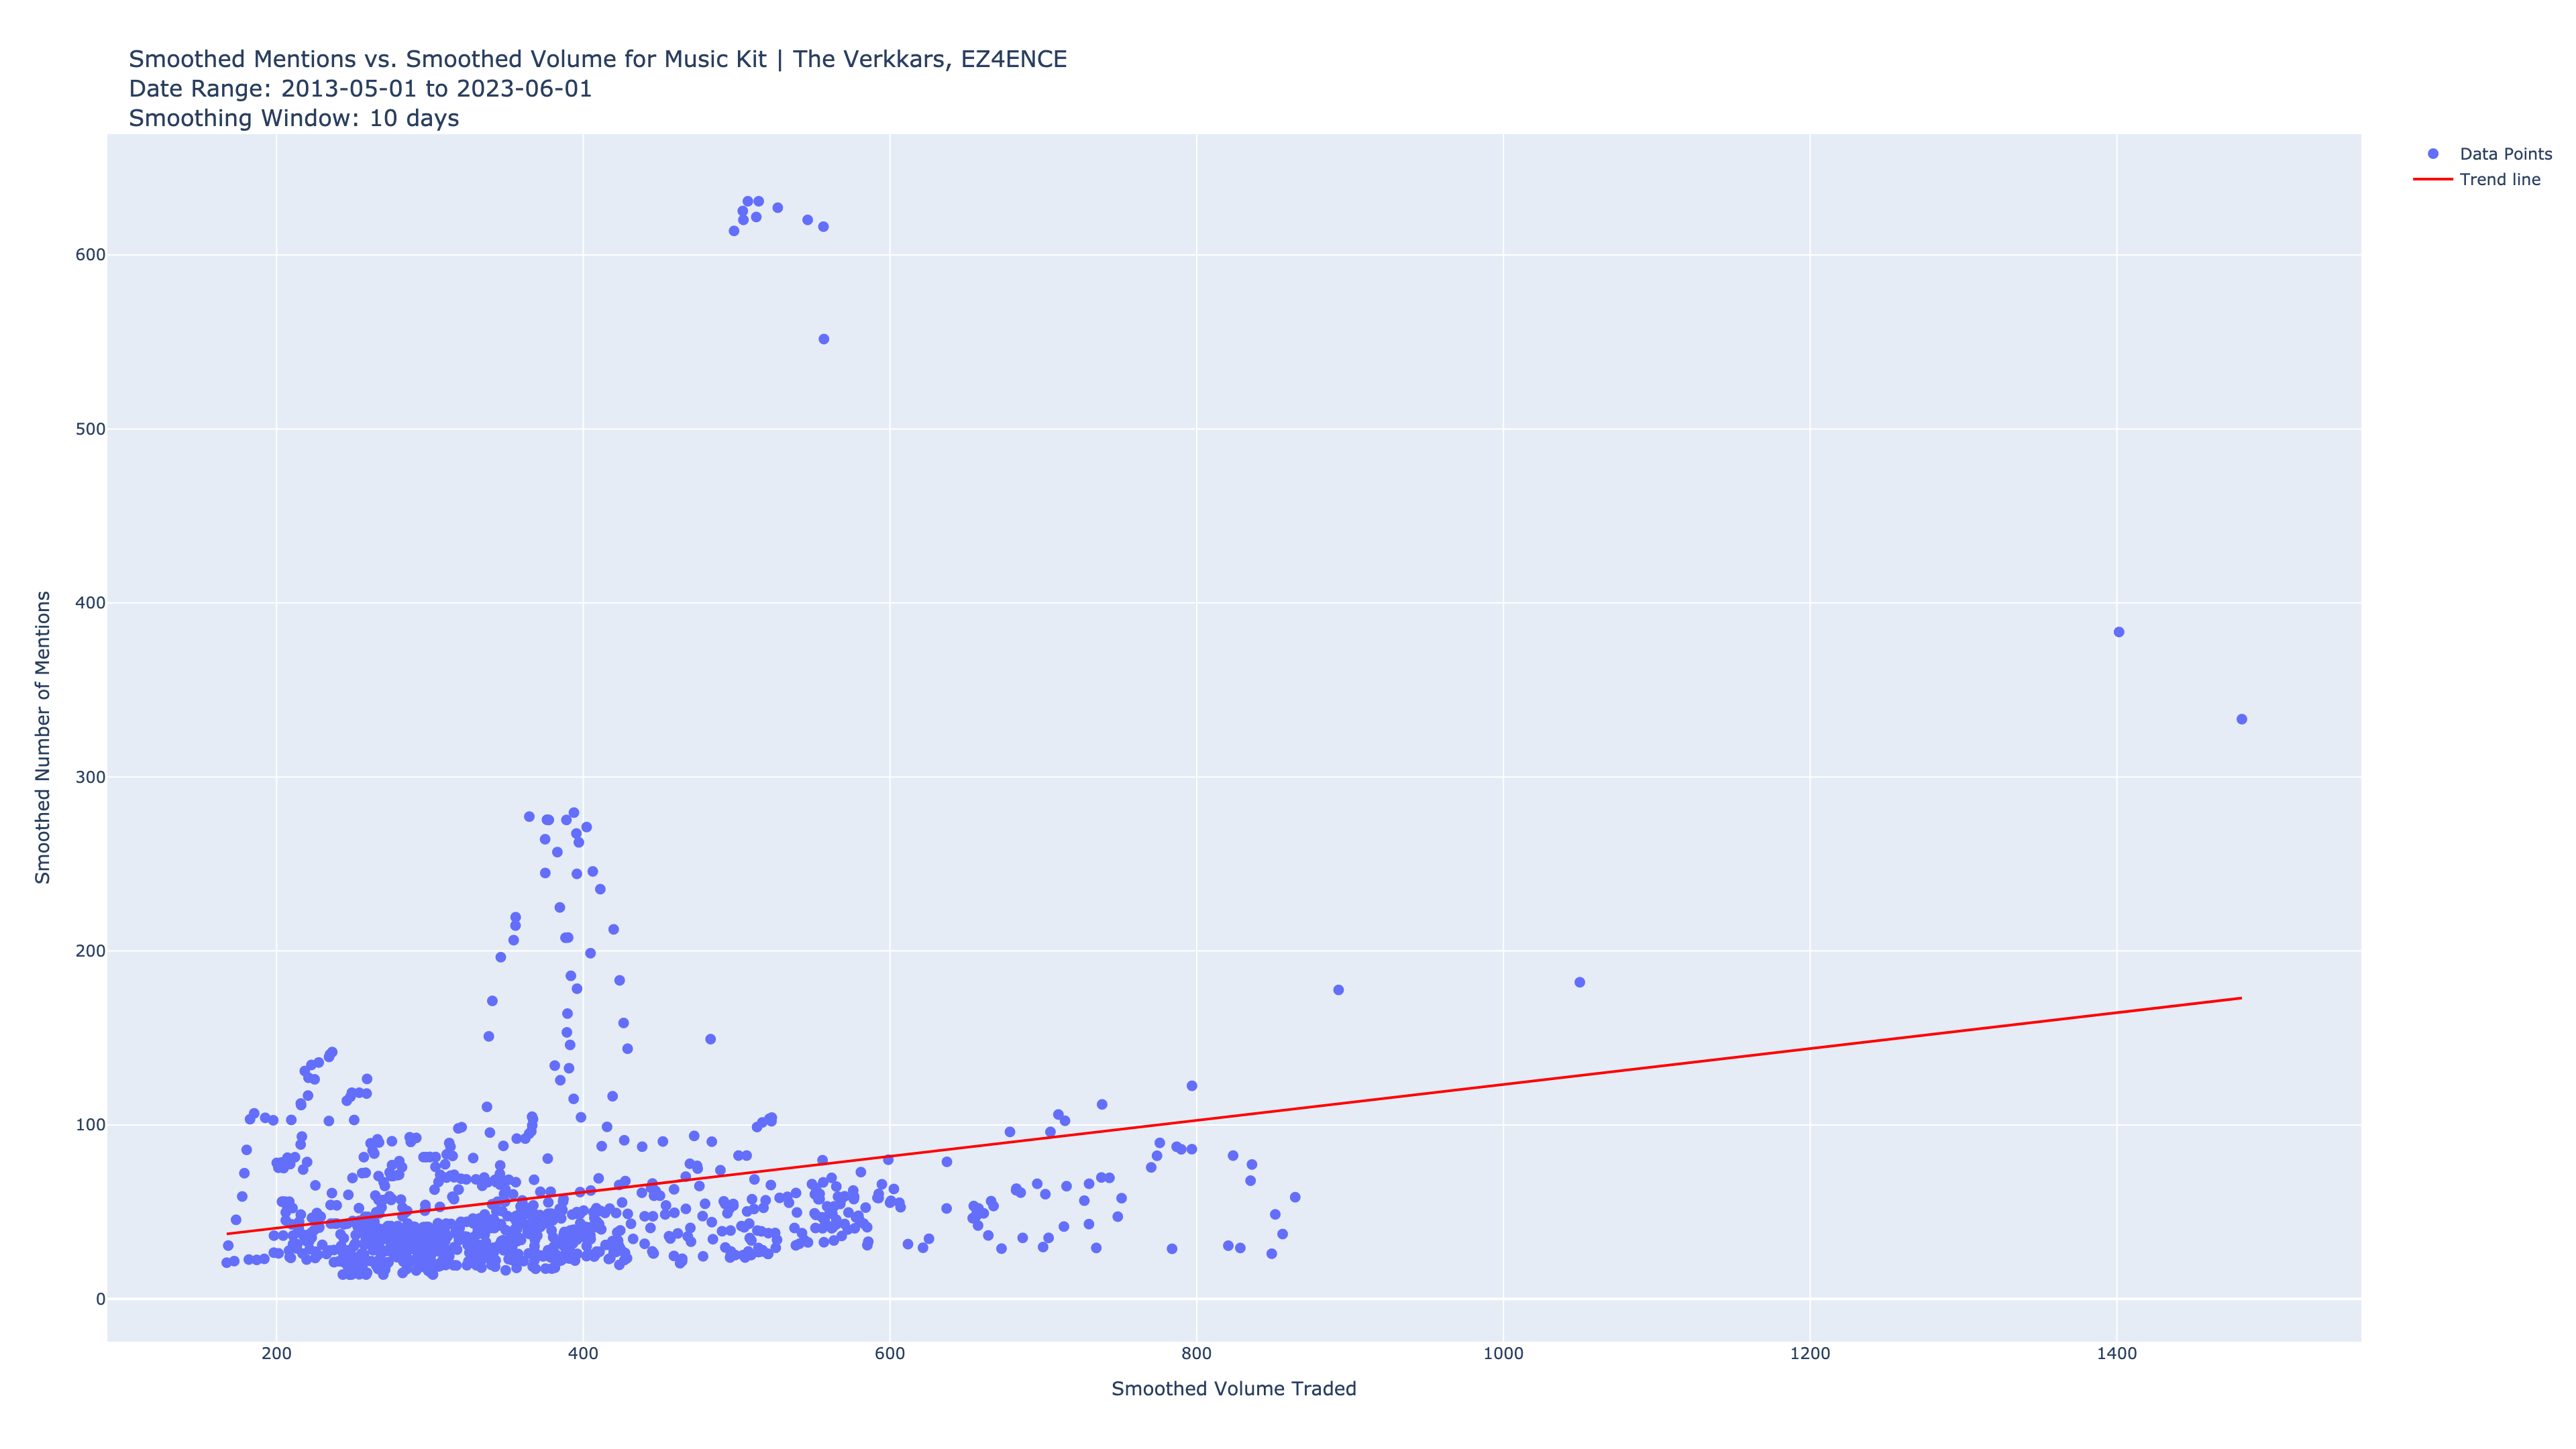 Smoothed Mentions vs. Smoothed Volume for Music Kit | The Verkkars, EZ4ENCE
Date Range: 2013-05-01 to 2023-06-01
Smoothing Window: 10 days
Data Points
Trend line
600
500
400
300
200
100
0
Smoothed Number of Mentions
200 400 600 800 1000 1200 1400
Smoothed Volume Traded